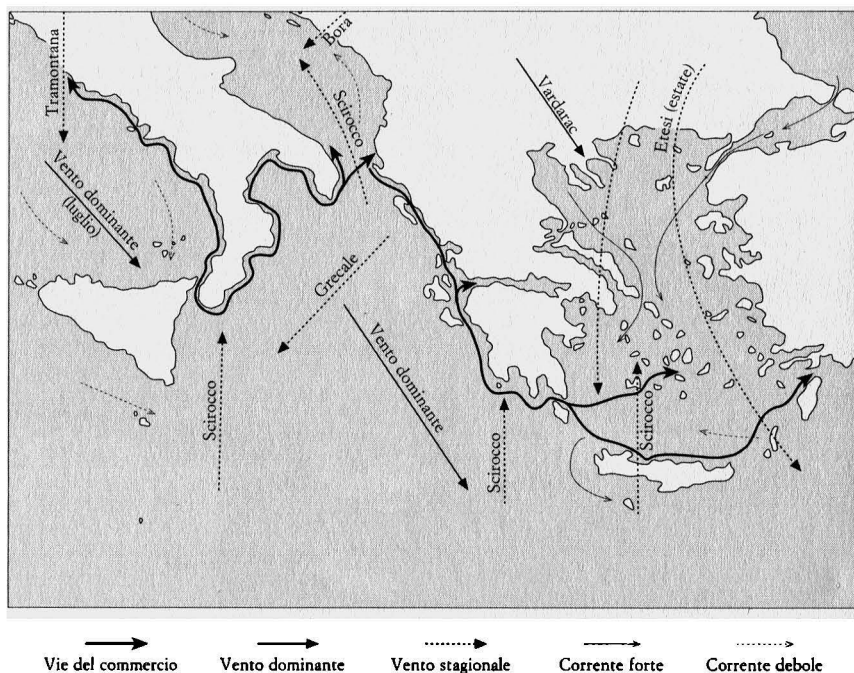 Bora
Tramontana
Scirocco
Vardarac
Etesi (estate)
Vento dominante
(luglio)
Grecale
Vento dominante
Scirocco
Scirocco
Scirocco
Vie del commercio
Vento dominante
Vento stagionale
Corrente forte
Corrente debole